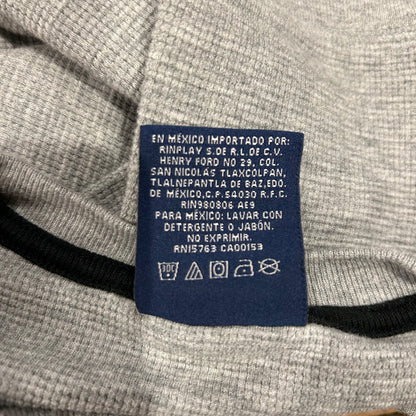 EN MÉXICO IMPORTADO POR:
RINPLAY S.DE R.L.DE C.V.
HENRY FORD NO 29, COL.
SAN NICOLAS TLAXCOLPAN,
TLALNEPANTLA DE BAZ,EDO.
DE MÉXICO,C.P.54030 R.F.C.
RIN980806 AE9
PARA MÉXICO: LAVAR CON
DETERGENTE O JABÓN.
NO EXPRIMIR.
RN15763 CA00153